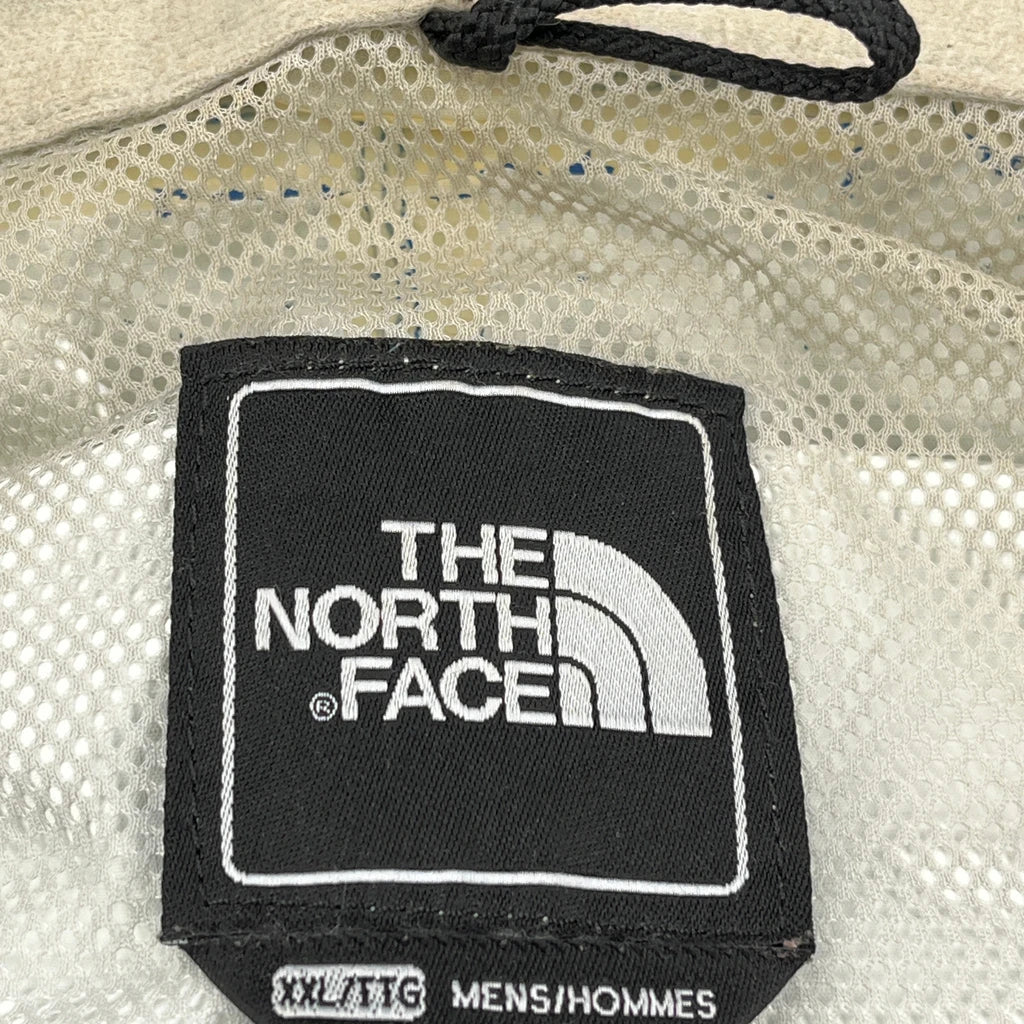 THE
NORTH
®FACE
XXL/TTG MENS/HOMMES